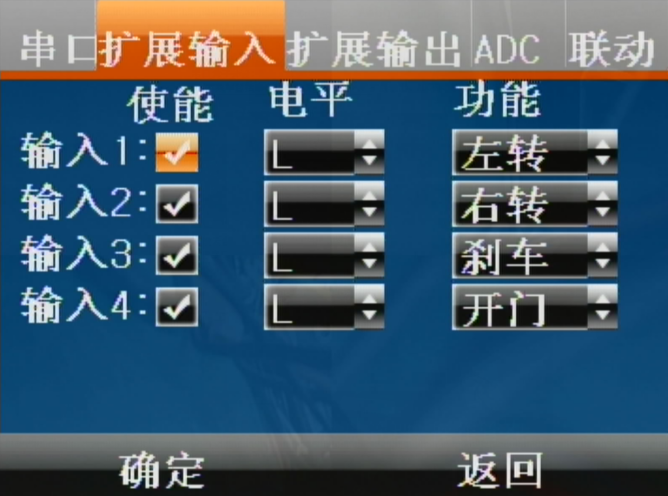 串口 扩展输入 扩展输出 ADC 联动
使能 电平 功能
输入1: L 左转
输入2: L 右转
输入3: L 刹车
输入4: L 开门
确定 返回